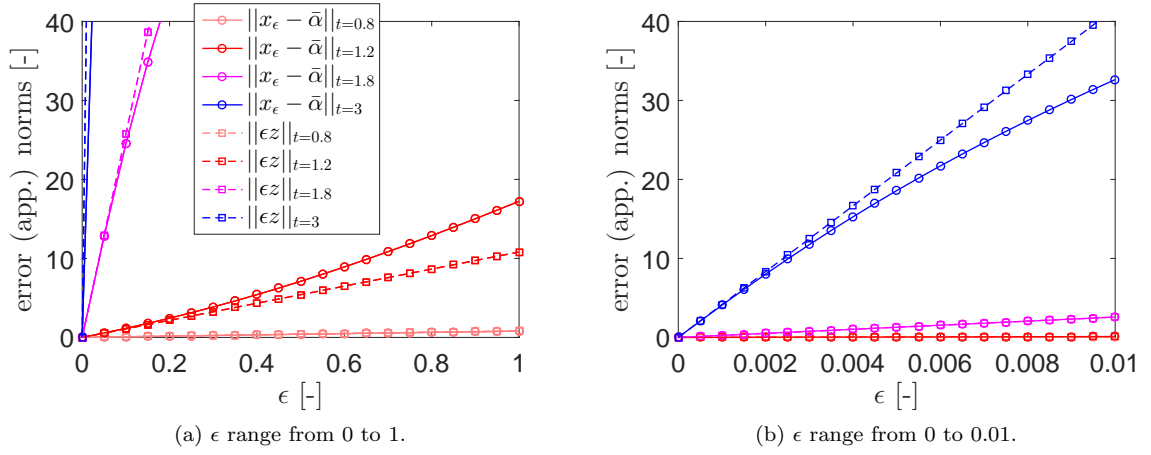 40
30
20
10
0
error (app.) norms [-]
||x_ϵ − ᾱ||_{t=0.8}
||x_ϵ − ᾱ||_{t=1.2}
||x_ϵ − ᾱ||_{t=1.8}
||x_ϵ − ᾱ||_{t=3}
||ϵz||_{t=0.8}
||ϵz||_{t=1.2}
||ϵz||_{t=1.8}
||ϵz||_{t=3}
0 0.2 0.4 0.6 0.8 1
ϵ [-]
(a) ϵ range from 0 to 1.
40
30
20
10
0
error (app.) norms [-]
0 0.002 0.004 0.006 0.008 0.01
ϵ [-]
(b) ϵ range from 0 to 0.01.